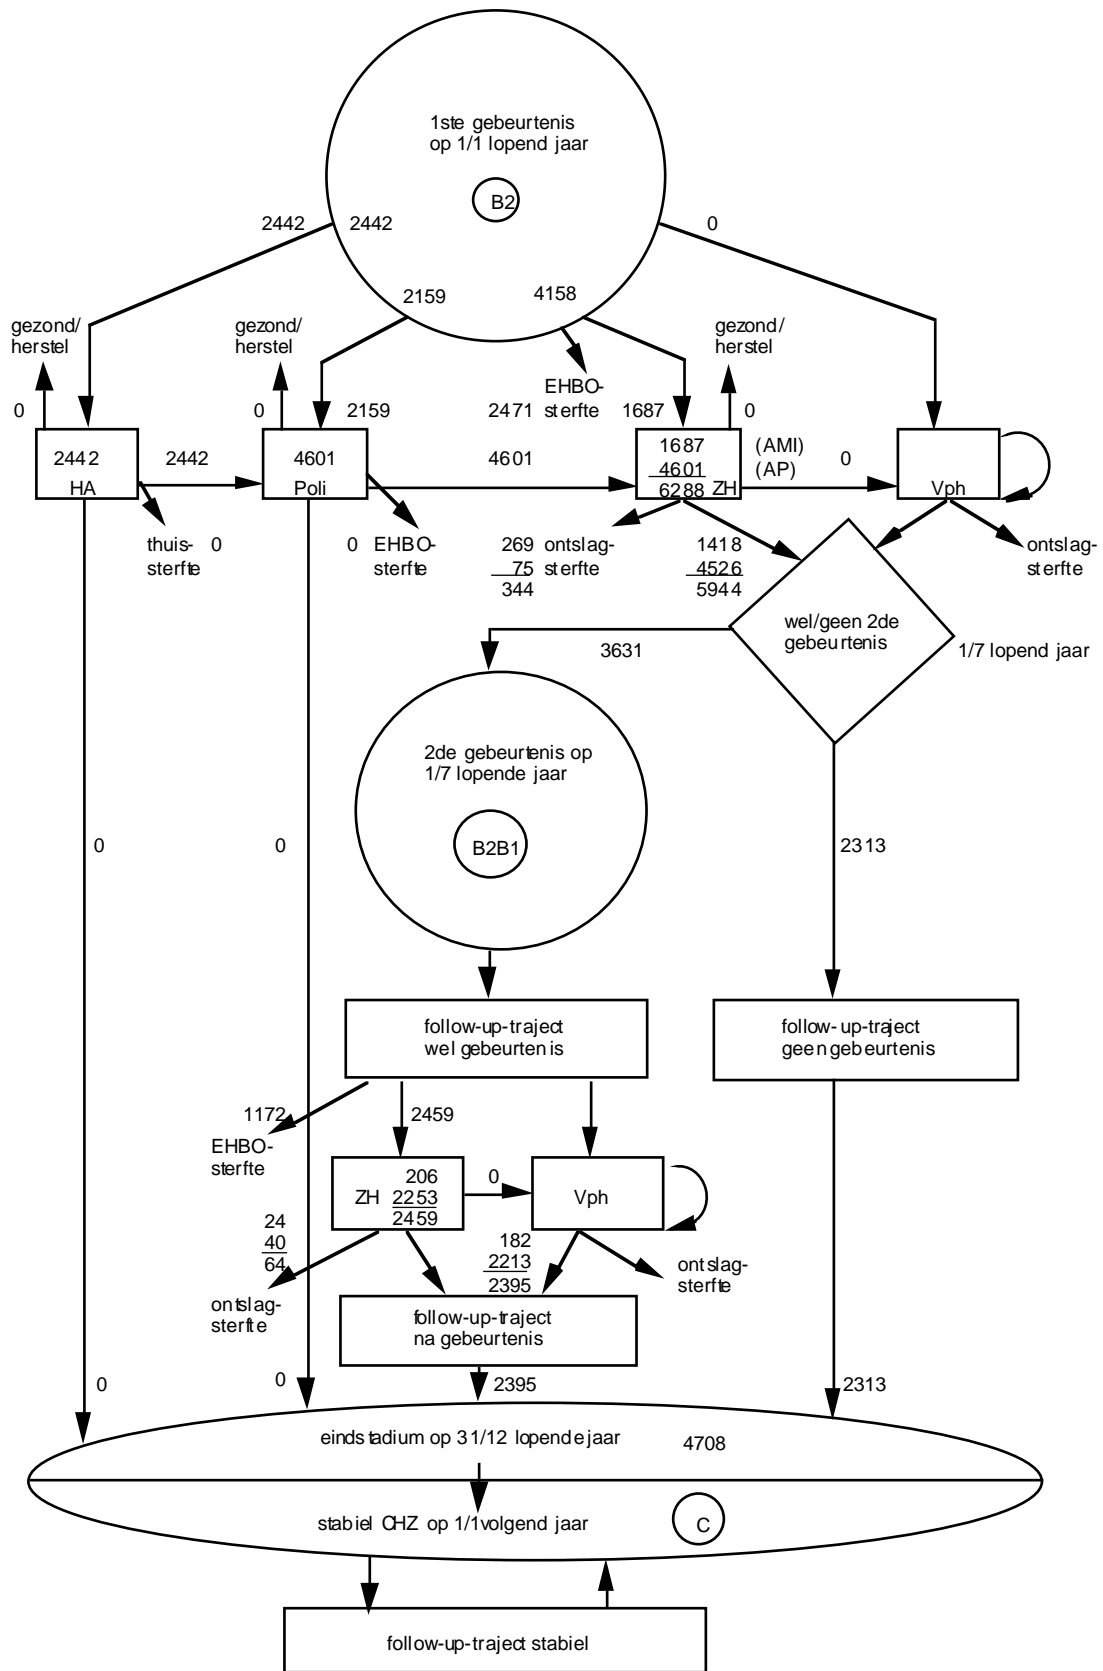 1ste gebeurtenis
op 1/1 lopend jaar
B2
2442
2442
0
2159
4158
gezond/
herstel
gezond/
herstel
gezond/
herstel
EHBO-
sterfte
0
0
2159
2471
1687
0
2442
HA
2442
4601
Poli
4601
1687
4601
6288 ZH
(AMI)
(AP)
0
Vph
thuis-
sterfte
0
0
EHBO-
sterfte
269
75
344
ontslag-
sterfte
1418
4526
5944
ontslag-
sterfte
wel/geen 2de
gebeurtenis
1/7 lopend jaar
3631
2de gebeurtenis op
1/7 lopende jaar
B2B1
0
0
2313
follow-up-traject
wel gebeurtenis
follow-up-traject
geen gebeurtenis
1172
EHBO-
sterfte
2459
ZH
206
2253
2459
0
Vph
24
40
64
ontslag-
sterfte
182
2213
2395
ontslag-
sterfte
follow-up-traject
na gebeurtenis
0
0
2395
2313
eindstadium op 31/12 lopende jaar
4708
stabiel CHZ op 1/1 volgend jaar
C
follow-up-traject stabiel